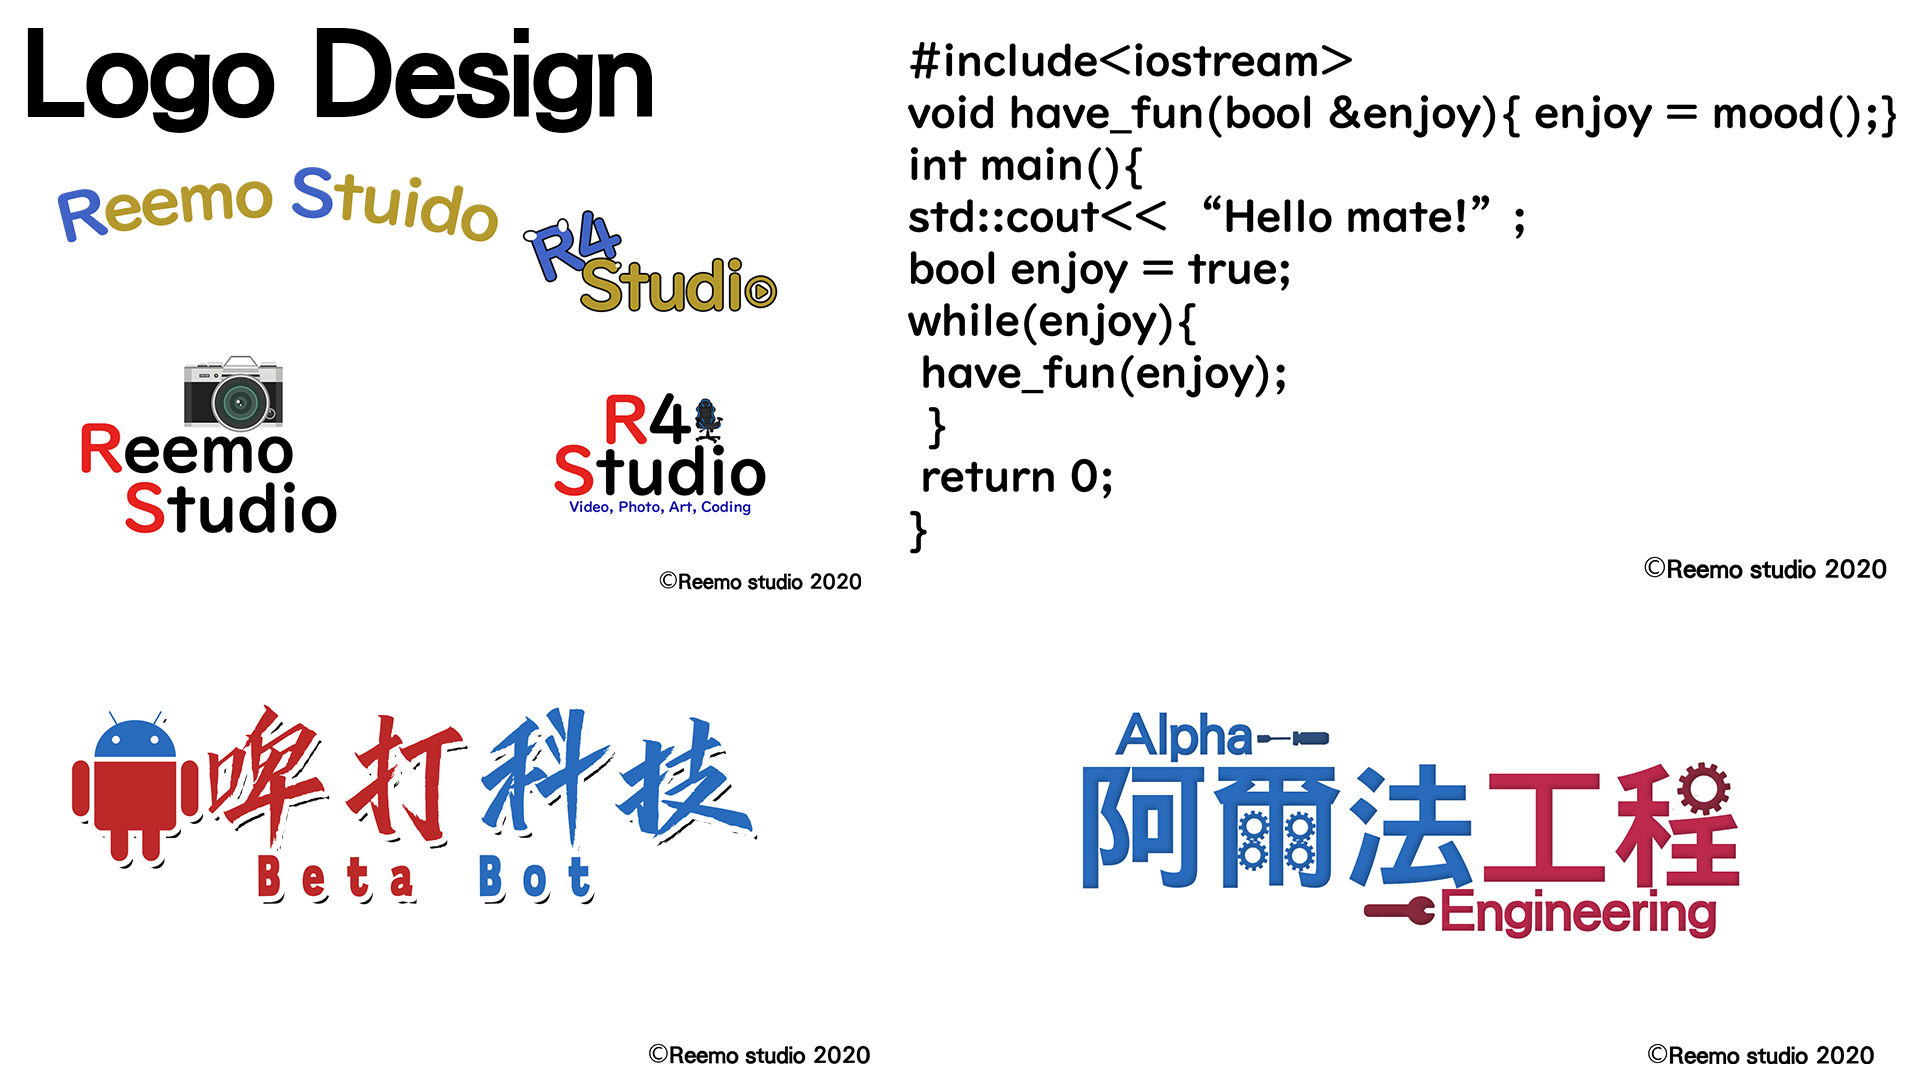 Logo Design
Reemo Stuido
R4
Studio
Reemo
Studio
R4
Studio
Video, Photo, Art, Coding
©Reemo studio 2020
#include<iostream>
void have_fun(bool &enjoy){ enjoy = mood();}
int main(){
std::cout<< “Hello mate!” ;
bool enjoy = true;
while(enjoy){
have_fun(enjoy);
}
return 0;
}
©Reemo studio 2020
啤打科技
Beta Bot
©Reemo studio 2020
Alpha
阿爾法工程
Engineering
©Reemo studio 2020